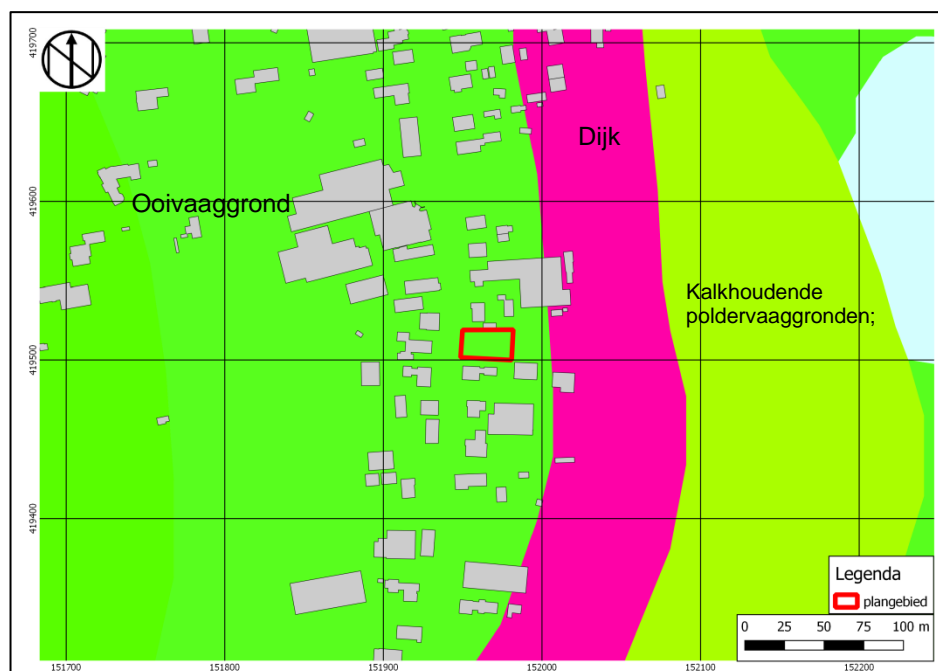 Dijk
Ooivaaggrond
Kalkhoudende
poldervaaggronden;
419700
419600
419500
419400
Legenda
plangebied
0 25 50 75 100 m
151700 151800 151900 152000 152100 152200